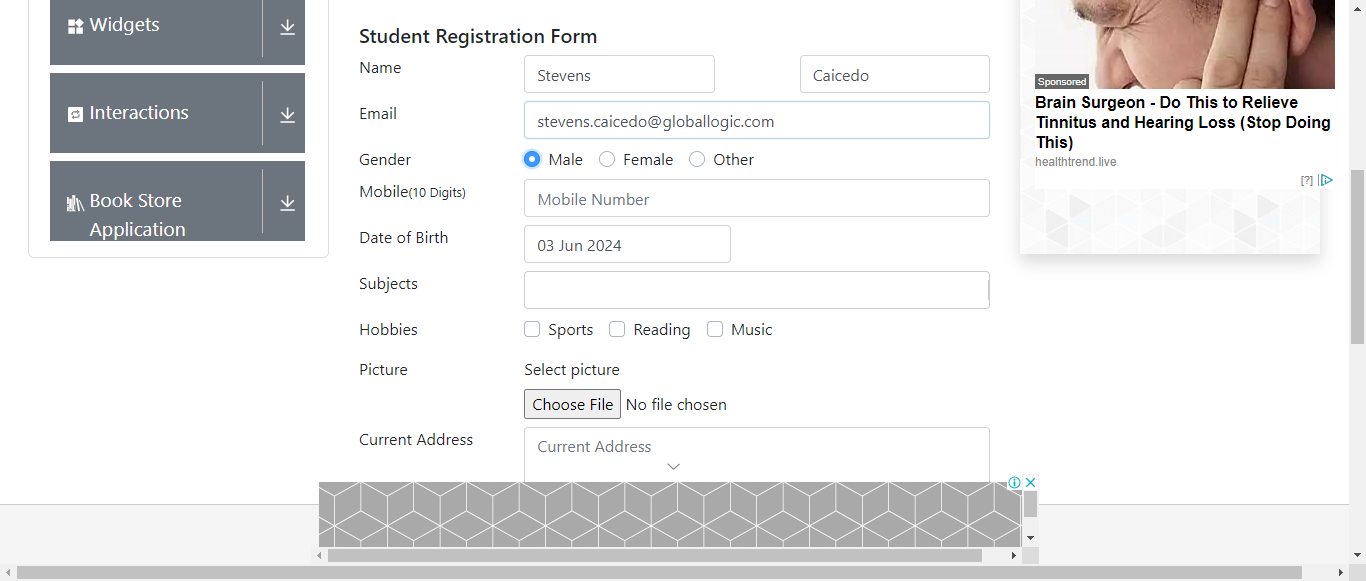 Widgets
Interactions
Book Store
Application
Student Registration Form
Name
Stevens
Caicedo
Email
stevens.caicedo@globallogic.com
Gender
Male
Female
Other
Mobile(10 Digits)
Mobile Number
Date of Birth
03 Jun 2024
Subjects
Hobbies
Sports
Reading
Music
Picture
Select picture
Choose File
No file chosen
Current Address
Current Address
Sponsored
Brain Surgeon - Do This to Relieve
Tinnitus and Hearing Loss (Stop Doing
This)
healthtrend.live
[?]